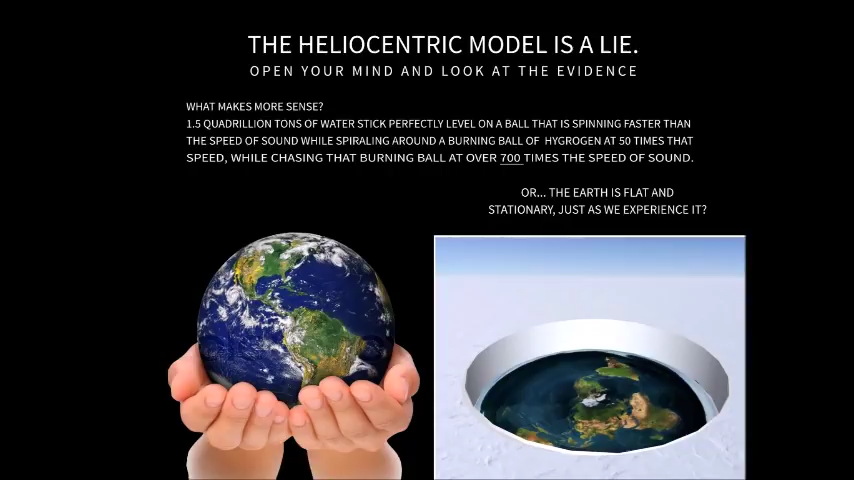 THE HELIOCENTRIC MODEL IS A LIE.
OPEN YOUR MIND AND LOOK AT THE EVIDENCE
WHAT MAKES MORE SENSE?
1.5 QUADRILLION TONS OF WATER STICK PERFECTLY LEVEL ON A BALL THAT IS SPINNING FASTER THAN
THE SPEED OF SOUND WHILE SPIRALING AROUND A BURNING BALL OF HYGROGEN AT 50 TIMES THAT
SPEED, WHILE CHASING THAT BURNING BALL AT OVER 700 TIMES THE SPEED OF SOUND.
OR... THE EARTH IS FLAT AND
STATIONARY, JUST AS WE EXPERIENCE IT?